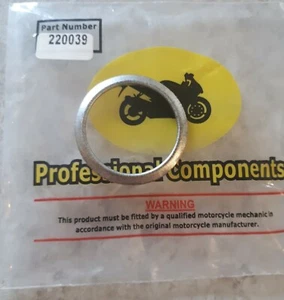 Part Number
220039
Professional Components
WARNING
This product must be fitted by a qualified motorcycle mechanic in
accordance with the original motorcycle manufacturer.